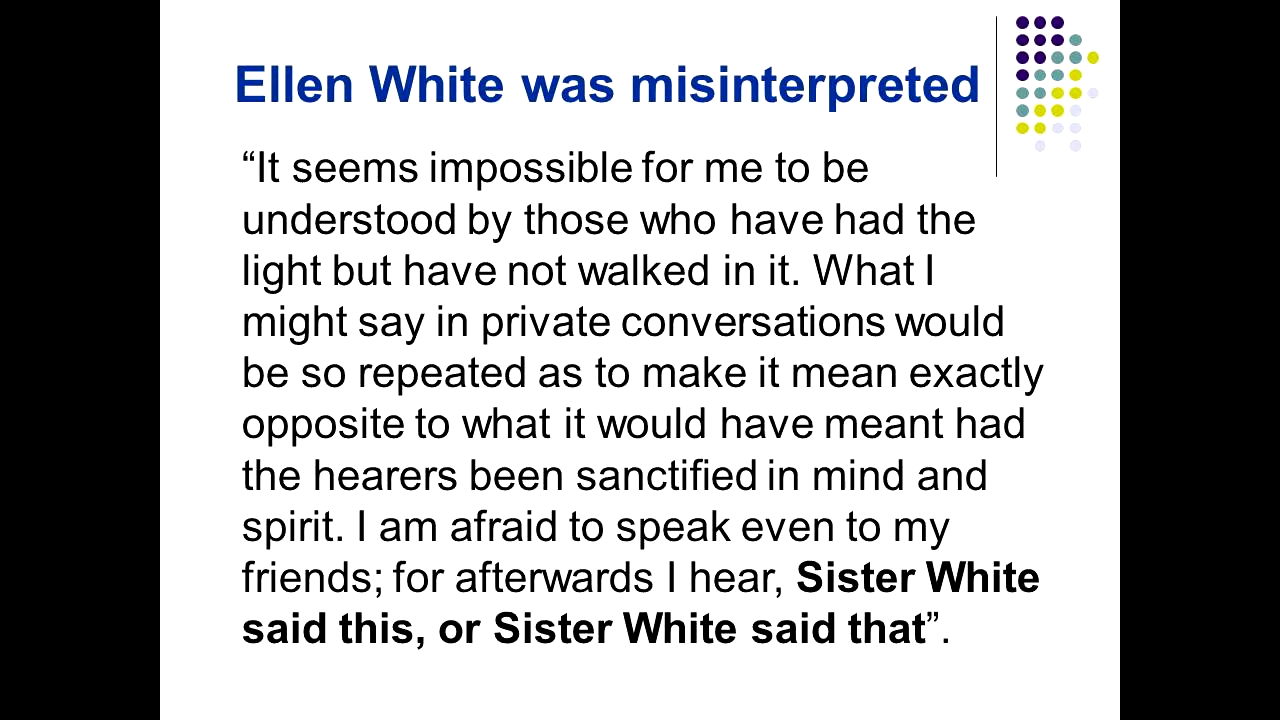 Ellen White was misinterpreted
“It seems impossible for me to be
understood by those who have had the
light but have not walked in it. What I
might say in private conversations would
be so repeated as to make it mean exactly
opposite to what it would have meant had
the hearers been sanctified in mind and
spirit. I am afraid to speak even to my
friends; for afterwards I hear, Sister White
said this, or Sister White said that”.